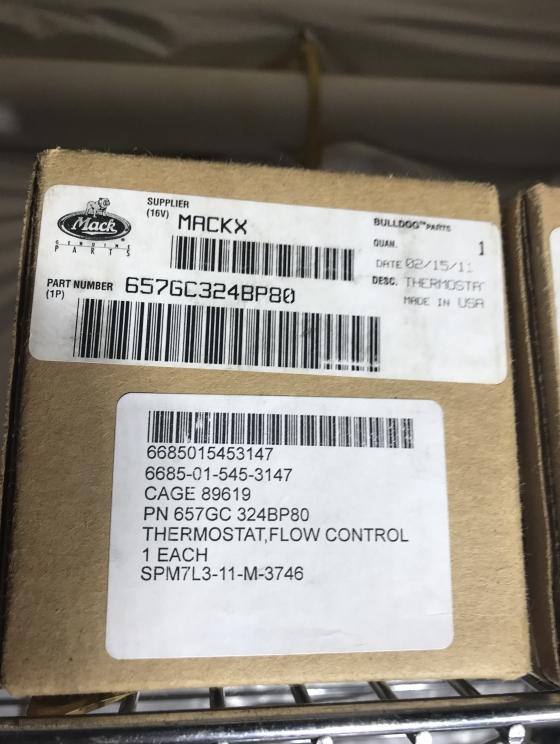 Mack
GENUINE
PARTS
SUPPLIER
(16V)
MACKX
BULLDOG™ PARTS
QUAN. 1
DATE 02/15/11
DESC. THERMOSTA
MADE IN USA
PART NUMBER
(1P)
657GC324BP80
6685015453147
6685-01-545-3147
CAGE 89619
PN 657GC 324BP80
THERMOSTAT,FLOW CONTROL
1 EACH
SPM7L3-11-M-3746